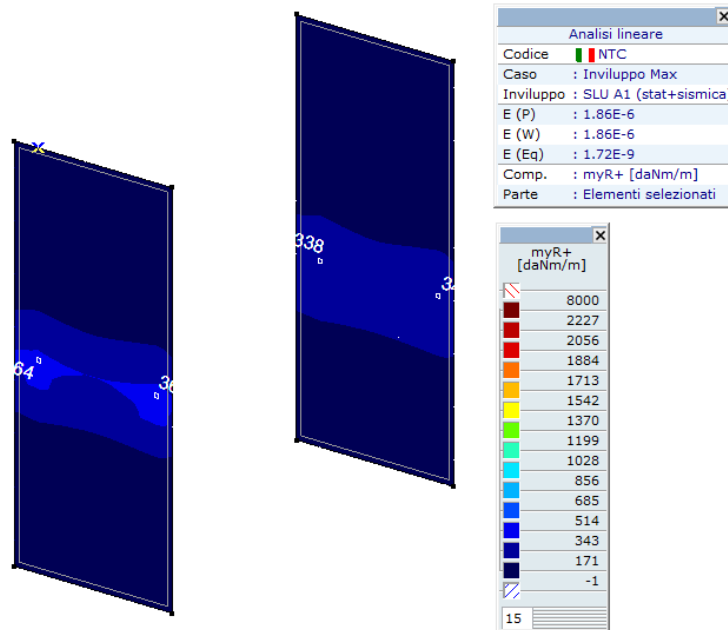 Analisi lineare
Codice NTC
Caso : Inviluppo Max
Inviluppo : SLU A1 (stat+sismica
E (P) : 1.86E-6
E (W) : 1.86E-6
E (Eq) : 1.72E-9
Comp. : myR+ [daNm/m]
Parte : Elementi selezionati
338
34
64
36
myR+
[daNm/m]
8000
2227
2056
1884
1713
1542
1370
1199
1028
856
685
514
343
171
-1
15